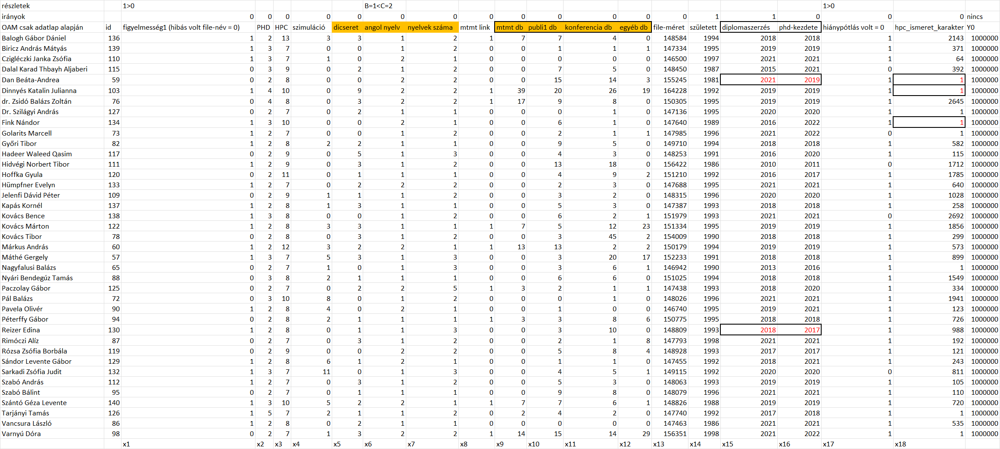 részletek 1>0 B=1<C=2 1>0
irányok 0 0 0 0 0 0 0 0 0 0 0 0 0 1 1 0 0 0 nincs
OAM csak adatlap alapján id figyelmesség1 (hibás volt file-név = 0) PHD HPC szimuláció dicseret angol nyelv nyelvek száma mtmt link mtmt db publi1 db konferencia db egyéb db file-méret született diplomaszerzés phd-kezdete hiánypótlás volt = 0 hpc_ismeret_karakter Y0
Balogh Gábor Dániel 136 1 2 13 3 3 1 2 1 7 7 4 0 148584 1994 2018 2018 1 2143 1000000
Biricz András Mátyás 139 1 3 7 0 0 1 2 0 0 1 1 1 147334 1995 2019 2019 1 371 1000000
Czigléczki Janka Zsófia 110 1 3 7 1 0 2 1 0 0 0 0 0 146500 1997 2021 2021 1 64 1000000
Dalal Karad Thbayh Aljaberi 115 0 3 9 0 2 1 2 0 0 7 5 0 148450 1987 2015 2021 0 392 1000000
Dan Beáta-Andrea 59 0 2 8 0 0 2 2 0 0 15 14 3 155245 1981 2021 2019 1 1 1000000
Dinnyés Katalin Julianna 103 1 4 10 0 9 2 2 1 39 20 26 19 164228 1992 2019 2019 1 1 1000000
dr. Zsidó Balázs Zoltán 76 0 4 8 0 3 2 2 1 17 9 8 0 150305 1995 2019 2019 1 2645 1000000
Dr. Szilágyi András 127 0 2 7 0 2 1 1 0 0 0 1 0 147136 1995 2020 2020 1 1 1000000
Fink Nándor 134 1 3 10 0 0 2 1 0 0 6 1 0 147640 1989 2016 2022 1 1 1000000
Golarits Marcell 73 1 2 7 0 0 1 2 0 0 2 1 1 147985 1996 2021 2022 0 1 1000000
Győri Tibor 82 1 2 8 2 2 1 1 0 0 9 5 0 149710 1994 2018 2018 1 582 1000000
Hadeer Waleed Qasim 117 0 2 9 0 5 1 3 0 0 4 3 0 148253 1991 2016 2020 1 115 1000000
Hidvégi Norbert Tibor 111 1 2 9 0 3 1 2 0 0 13 18 0 156422 1986 2010 2011 0 1712 1000000
Hoffka Gyula 120 0 2 11 0 1 1 1 0 0 4 9 2 151210 1992 2016 2017 1 1785 1000000
Hümpfner Evelyn 133 1 2 7 0 2 2 2 0 0 2 3 0 147688 1995 2021 2021 1 640 1000000
Jelenfi Dávid Péter 109 0 2 9 1 1 1 2 0 0 3 2 0 148315 1996 2020 2020 1 1028 1000000
Kapás Kornél 137 1 2 8 1 3 1 1 0 0 5 3 0 147387 1993 2018 2018 1 258 1000000
Kovács Bence 138 1 3 8 0 0 1 2 0 0 6 2 1 151979 1993 2021 2021 0 2692 1000000
Kovács Márton 122 1 2 8 3 3 1 1 1 7 5 12 23 151334 1995 2019 2019 1 1856 1000000
Kovács Tibor 78 0 2 8 0 3 1 2 0 0 3 45 2 154009 1990 2018 2018 1 299 1000000
Márkus András 60 1 2 12 3 2 2 1 1 13 13 2 2 150179 1994 2019 2019 1 573 1000000
Máthé Gergely 57 1 3 7 5 3 1 3 0 0 3 20 17 152233 1991 2018 2018 1 899 1000000
Nagyfalusi Balázs 65 0 2 7 1 0 1 3 0 0 3 6 1 146942 1990 2013 2016 1 1 1000000
Nyári Bendegúz Tamás 88 0 3 8 2 1 1 1 0 0 6 6 0 151025 1994 2018 2018 1 1549 1000000
Paczolay Gábor 125 0 2 7 0 2 2 5 1 3 2 1 1 147438 1993 2018 2020 1 334 1000000
Pál Balázs 72 0 3 10 8 0 1 2 0 0 0 1 0 148026 1996 2021 2021 1 1941 1000000
Pavela Olivér 90 1 2 8 4 0 2 1 0 0 1 0 0 146740 1995 2019 2021 1 123 1000000
Péterffy Gábor 94 0 2 8 2 1 1 1 1 3 3 8 6 150775 1995 2018 2018 1 726 1000000
Reizer Edina 130 1 2 8 0 1 1 3 0 0 3 10 0 148809 1993 2018 2017 1 988 1000000
Rimóczi Alíz 87 0 2 7 0 3 1 2 0 0 2 1 8 147793 1998 2021 2021 1 192 1000000
Rózsa Zsófia Borbála 119 0 2 9 0 0 2 2 0 0 5 8 4 148928 1993 2017 2017 1 121 1000000
Sándor Levente Gábor 129 1 2 8 6 1 2 1 0 0 1 1 0 147455 1992 2018 2021 1 243 1000000
Sarkadi Zsófia Judit 132 1 3 7 11 0 1 3 0 0 4 5 1 149115 1992 2020 2020 0 811 1000000
Szabó András 112 1 2 7 0 3 1 2 0 0 5 3 0 148063 1993 2019 2019 1 105 1000000
Szabó Bálint 95 0 2 7 0 1 1 1 0 0 9 8 0 148079 1996 2021 2021 1 110 1000000
Szántó Géza Levente 140 1 3 10 5 2 2 1 1 7 7 6 1 148826 1988 2019 2019 1 720 1000000
Tarjányi Tamás 126 1 5 7 2 1 1 2 0 2 4 2 0 147740 1992 2017 2018 1 1 1000000
Vancsura László 86 1 2 8 0 2 1 1 0 0 0 0 0 147463 1986 2021 2021 1 535 1000000
Varnyú Dóra 98 0 2 7 1 3 2 2 1 14 15 14 29 156351 1998 2021 2022 1 1 1000000
x1 x2 x3 x4 x5 x6 x7 x8 x9 x10 x11 x12 x13 x14 x15 x16 x17 x18